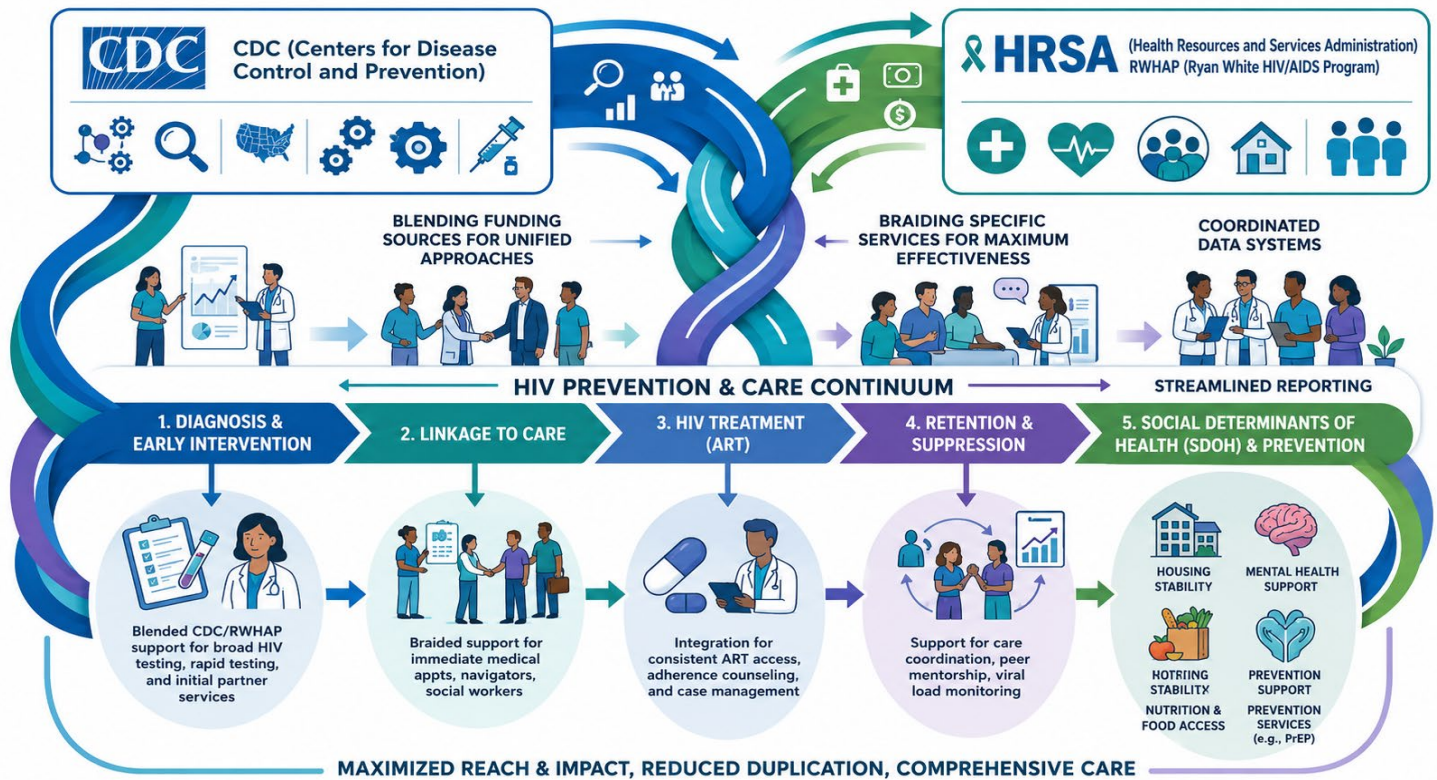 CDC
CDC (Centers for Disease
Control and Prevention)
HRSA
(Health Resources and Services Administration)
RWHAP (Ryan White HIV/AIDS Program)
$
BLENDING FUNDING
SOURCES FOR UNIFIED
APPROACHES
BRAIDING SPECIFIC
SERVICES FOR MAXIMUM
EFFECTIVENESS
COORDINATED
DATA SYSTEMS
HIV PREVENTION & CARE CONTINUUM
STREAMLINED REPORTING
1. DIAGNOSIS &
EARLY INTERVENTION
2. LINKAGE TO CARE
3. HIV TREATMENT
(ART)
4. RETENTION &
SUPPRESSION
5. SOCIAL DETERMINANTS OF
HEALTH (SDOH) & PREVENTION
Blended CDC/RWHAP
support for broad HIV
testing, rapid testing,
and initial partner
services
Braided support for
immediate medical
appts, navigators,
social workers
Integration for
consistent ART access,
adherence counseling,
and case management
Support for care
coordination, peer
mentorship, viral
load monitoring
HOUSING
STABILITY
MENTAL HEALTH
SUPPORT
STABILITY
NUTRITION &
FOOD ACCESS
PREVENTION
SUPPORT
PREVENTION
SERVICES
(e.g., PrEP)
MAXIMIZED REACH & IMPACT, REDUCED DUPLICATION, COMPREHENSIVE CARE